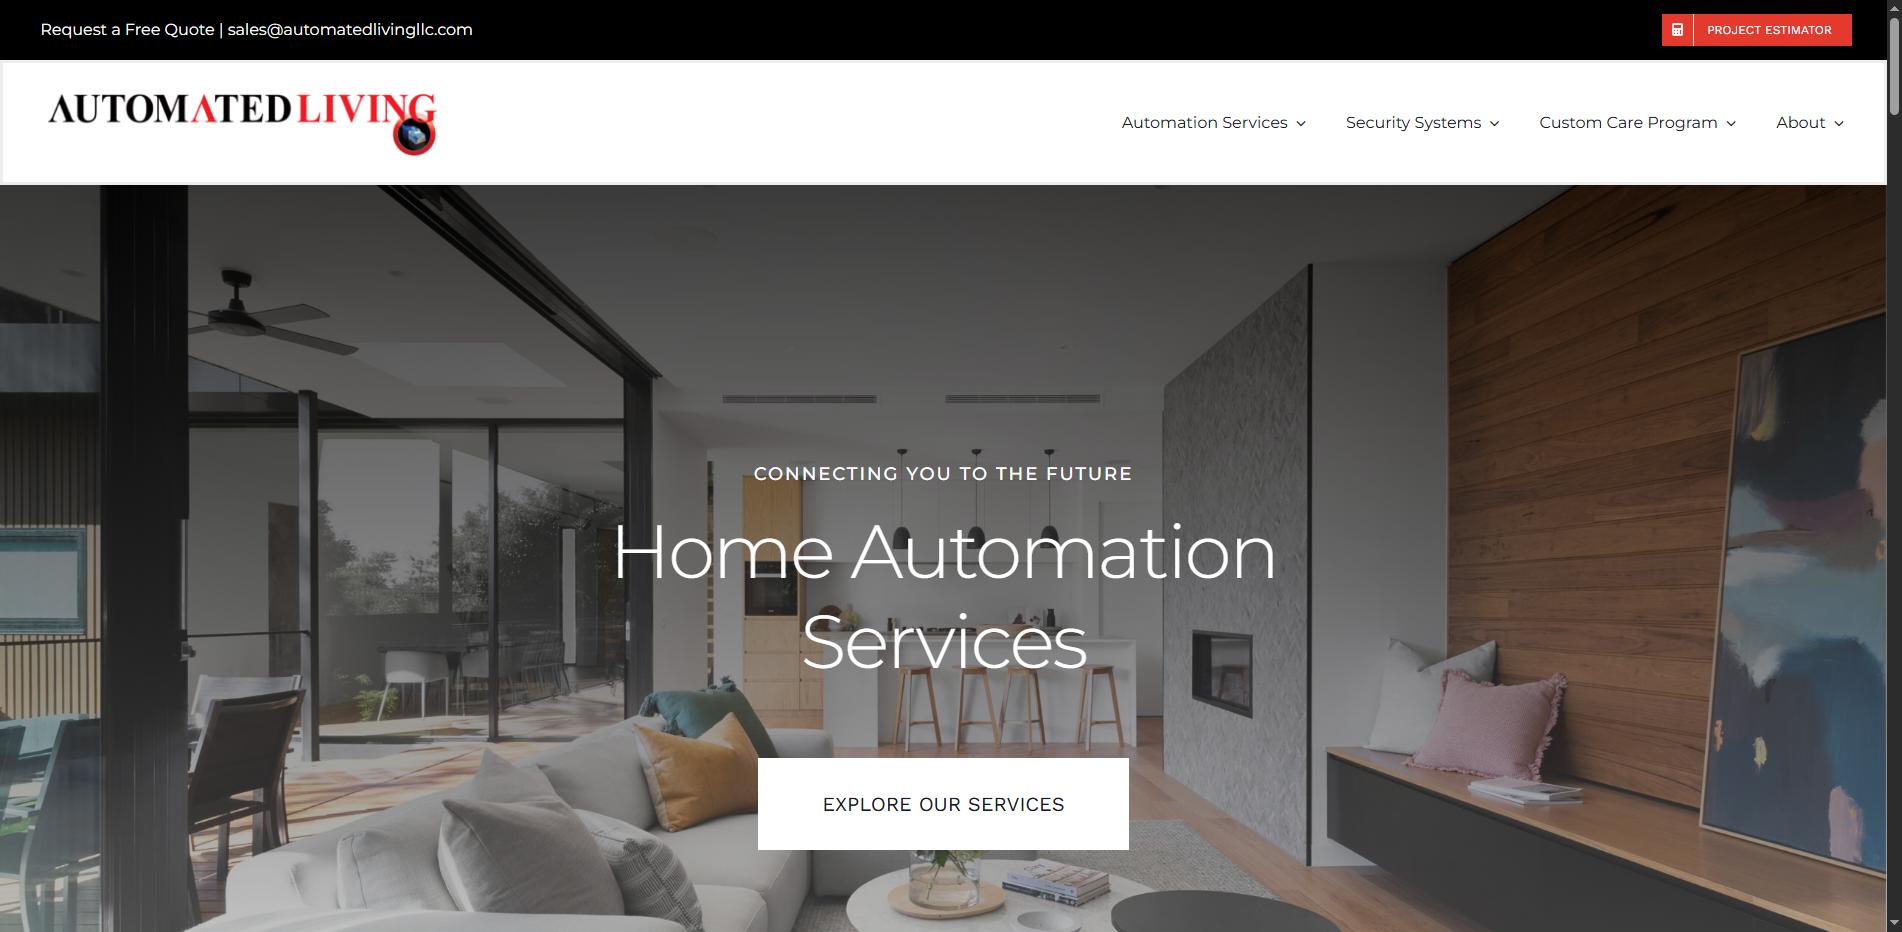 Request a Free Quote | sales@automatedlivingllc.com
PROJECT ESTIMATOR
AUTOMATED LIVING
Automation Services
Security Systems
Custom Care Program
About
CONNECTING YOU TO THE FUTURE
Home Automation
Services
EXPLORE OUR SERVICES